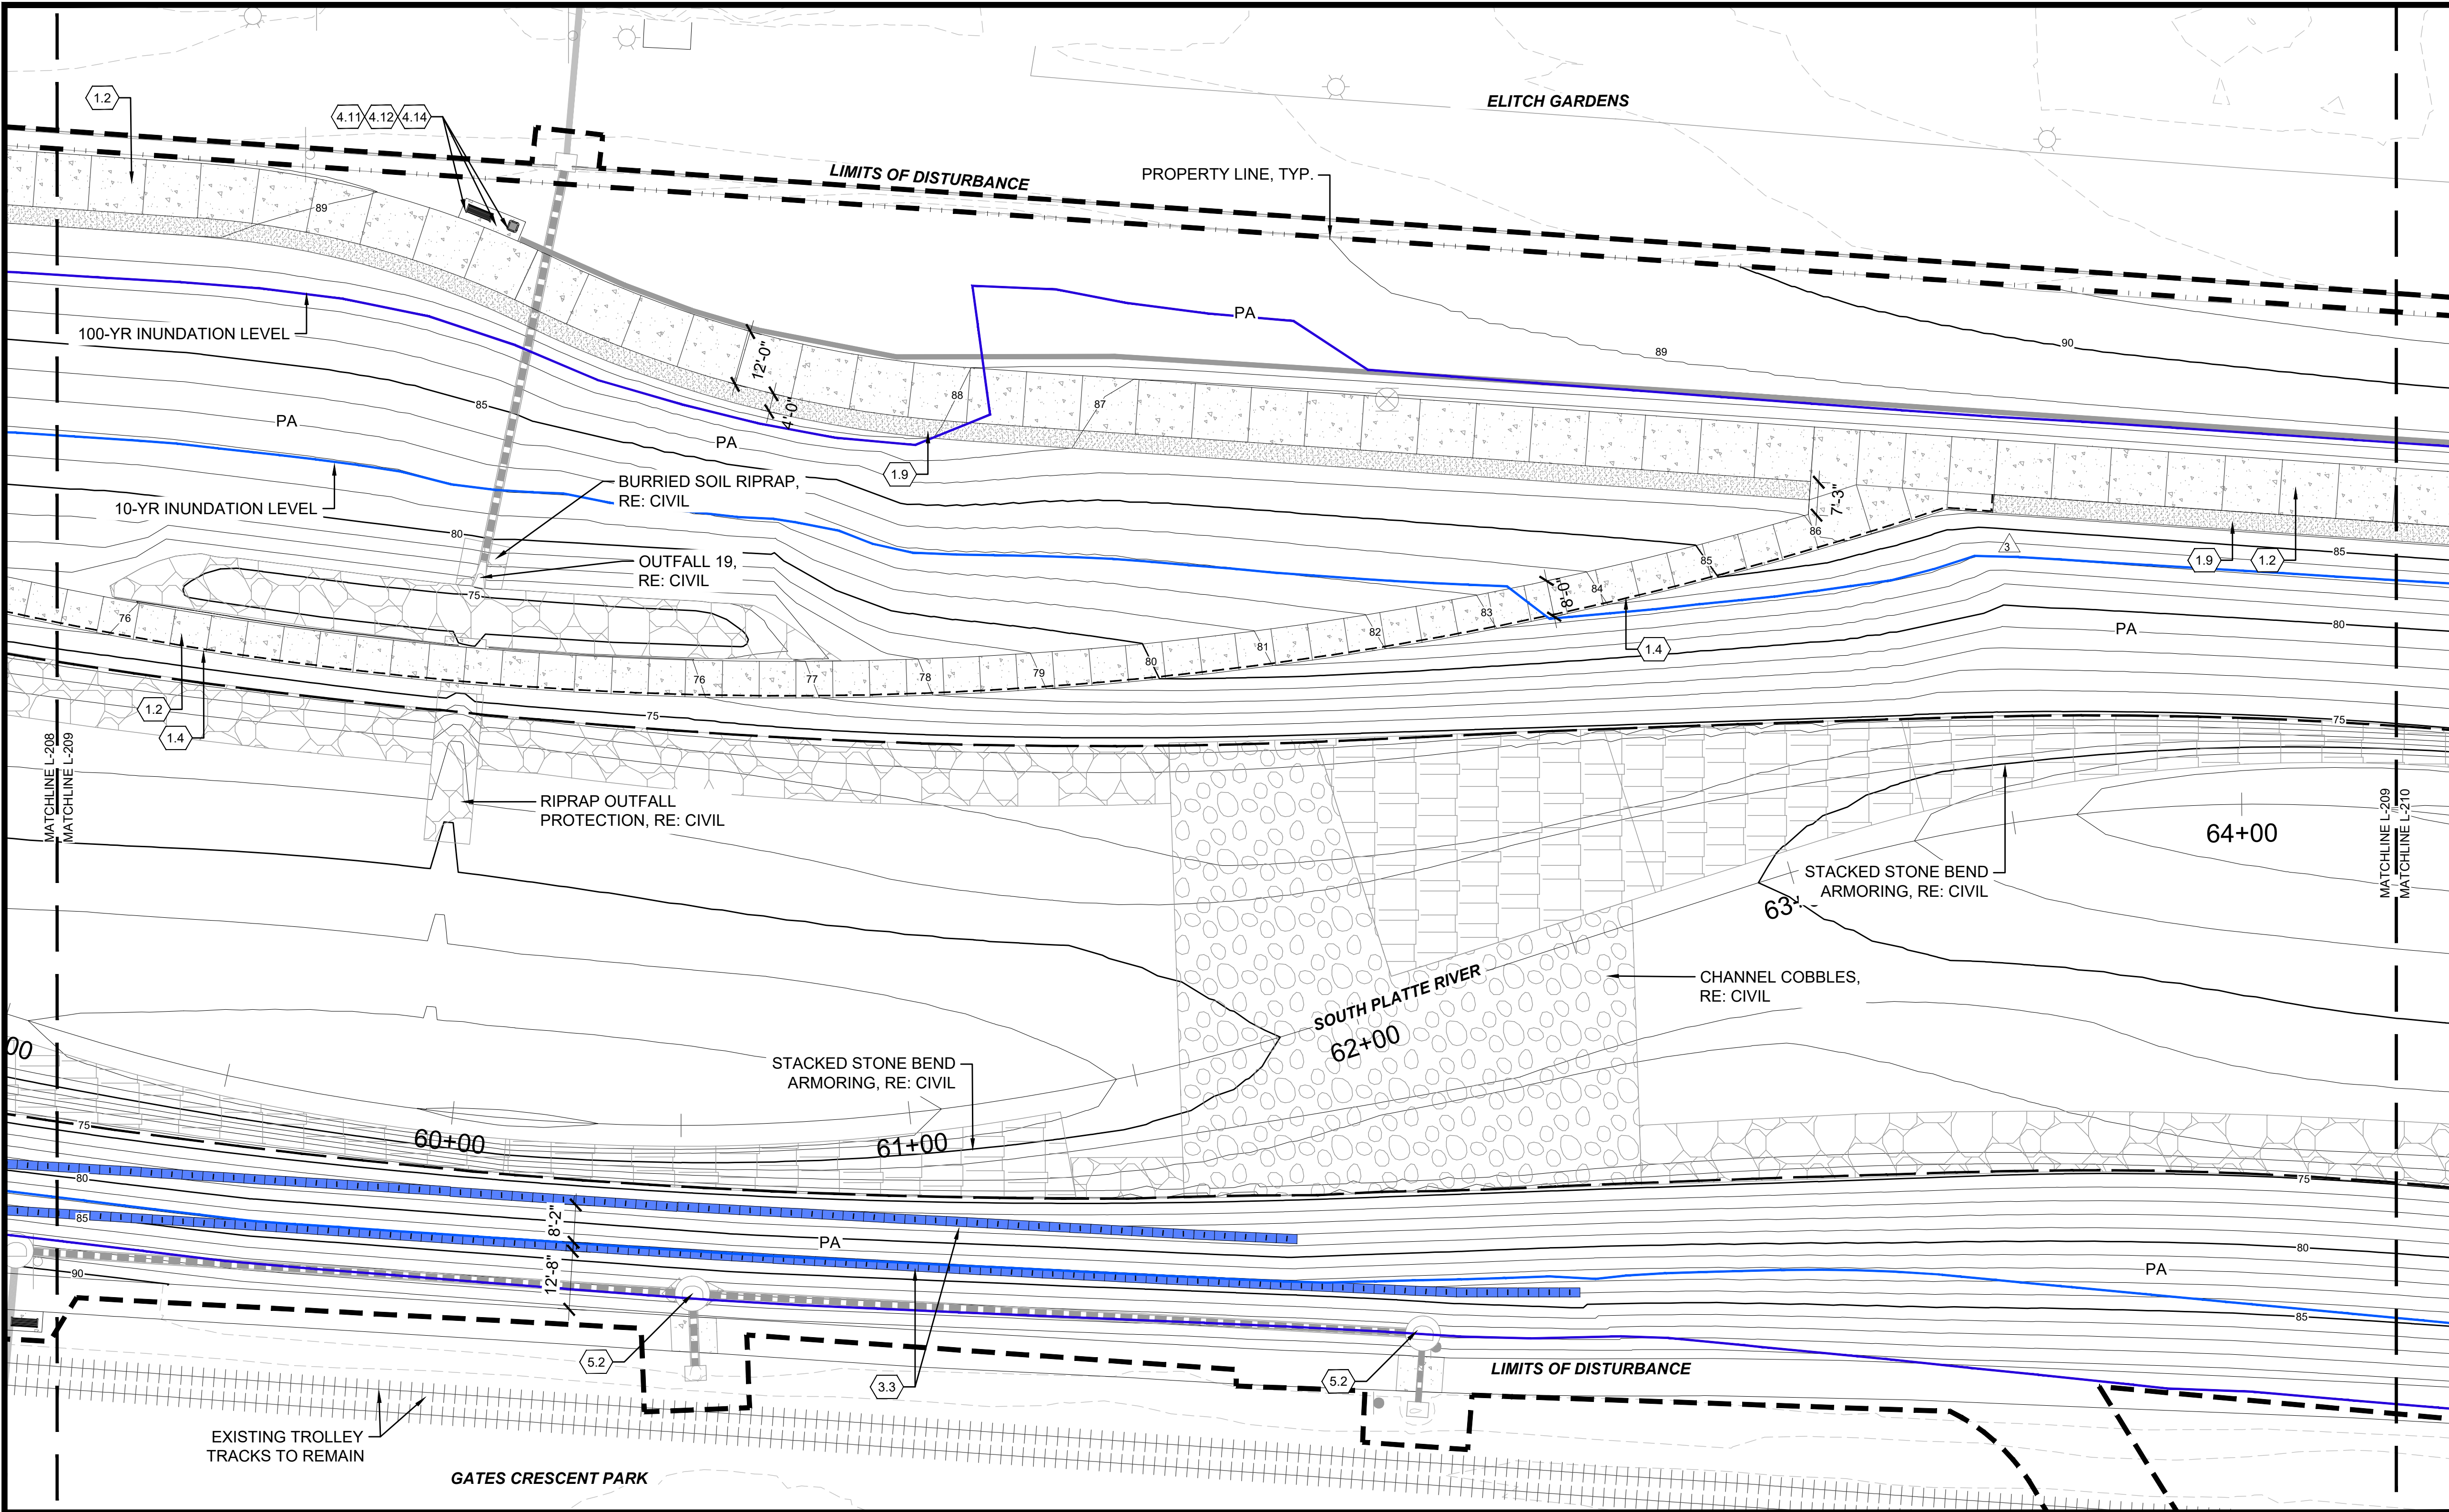 ELITCH GARDENS
1.2
4.11
4.12
4.14
LIMITS OF DISTURBANCE
PROPERTY LINE, TYP.
89
100-YR INUNDATION LEVEL
PA
12'-0"
4'-0"
89
90
88
87
85
PA
PA
1.9
10-YR INUNDATION LEVEL
BURRIED SOIL RIPRAP,
RE: CIVIL
7'-3"
86
80
OUTFALL 19,
RE: CIVIL
85
3
1.9
1.2
85
75
8'-0"
84
83
76
82
81
80
PA
80
1.4
79
78
77
76
1.2
1.4
75
75
MATCHLINE L-208
MATCHLINE L-209
RIPRAP OUTFALL
PROTECTION, RE: CIVIL
64+00
MATCHLINE L-209
MATCHLINE L-210
STACKED STONE BEND
ARMORING, RE: CIVIL
63+
CHANNEL COBBLES,
RE: CIVIL
SOUTH PLATTE RIVER
62+00
00
STACKED STONE BEND
ARMORING, RE: CIVIL
75
60+00
61+00
75
80
8'-2"
85
PA
80
12'-8"
PA
90
85
5.2
3.3
5.2
LIMITS OF DISTURBANCE
EXISTING TROLLEY
TRACKS TO REMAIN
GATES CRESCENT PARK